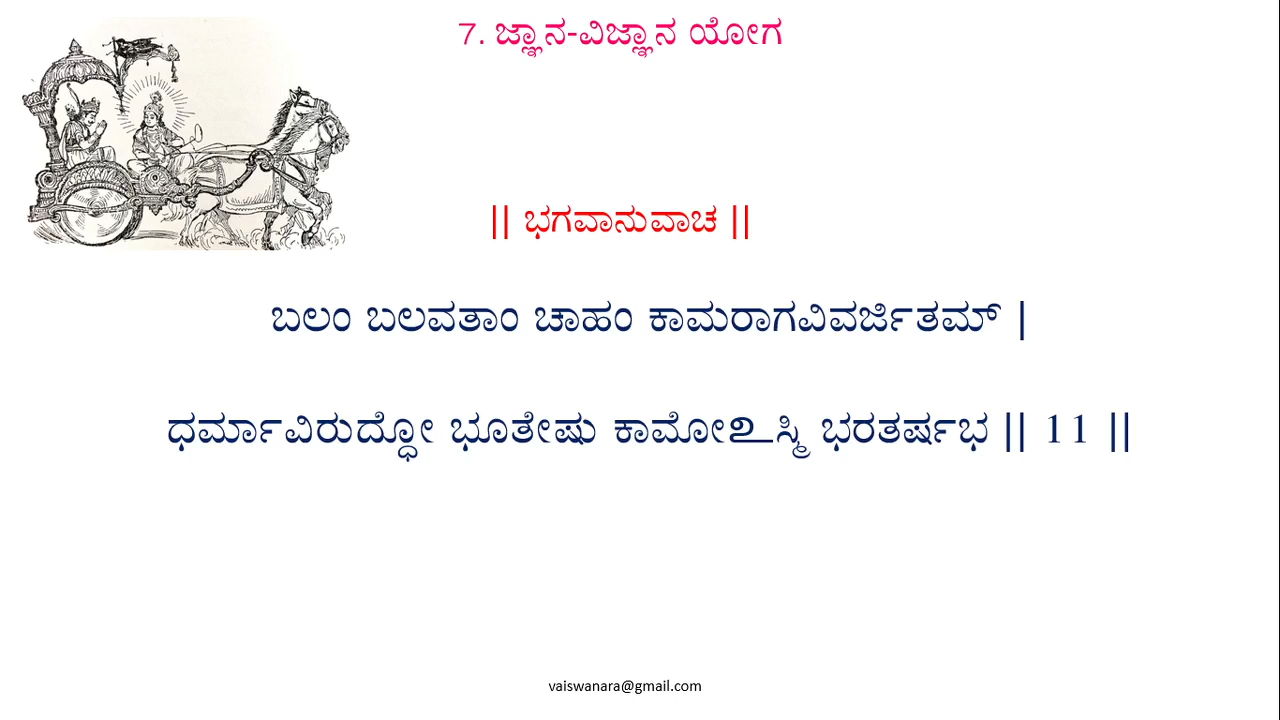 7. ಜ್ಞಾನ-ವಿಜ್ಞಾನ ಯೋಗ
|| ಭಗವಾನುವಾಚ ||
ಬಲಂ ಬಲವತಾಂ ಚಾಹಂ ಕಾಮರಾಗವಿವರ್ಜಿತಮ್ |
ಧರ್ಮಾವಿರುದ್ಧೋ ಭೂತೇಷು ಕಾಮೋಽಸ್ಮಿ ಭರತರ್ಷಭ || 11 ||
vaiswanara@gmail.com